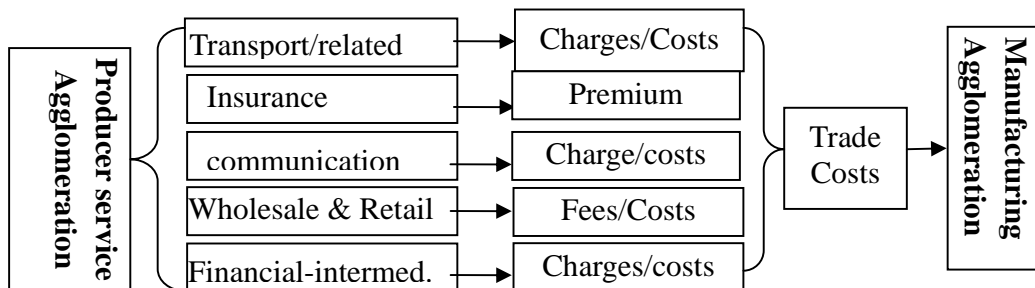 Producer service
Agglomeration
Transport/related
Charges/Costs
Insurance
Premium
communication
Charge/costs
Wholesale & Retail
Fees/Costs
Financial-intermed.
Charges/costs
Trade
Costs
Manufacturing
Agglomeration